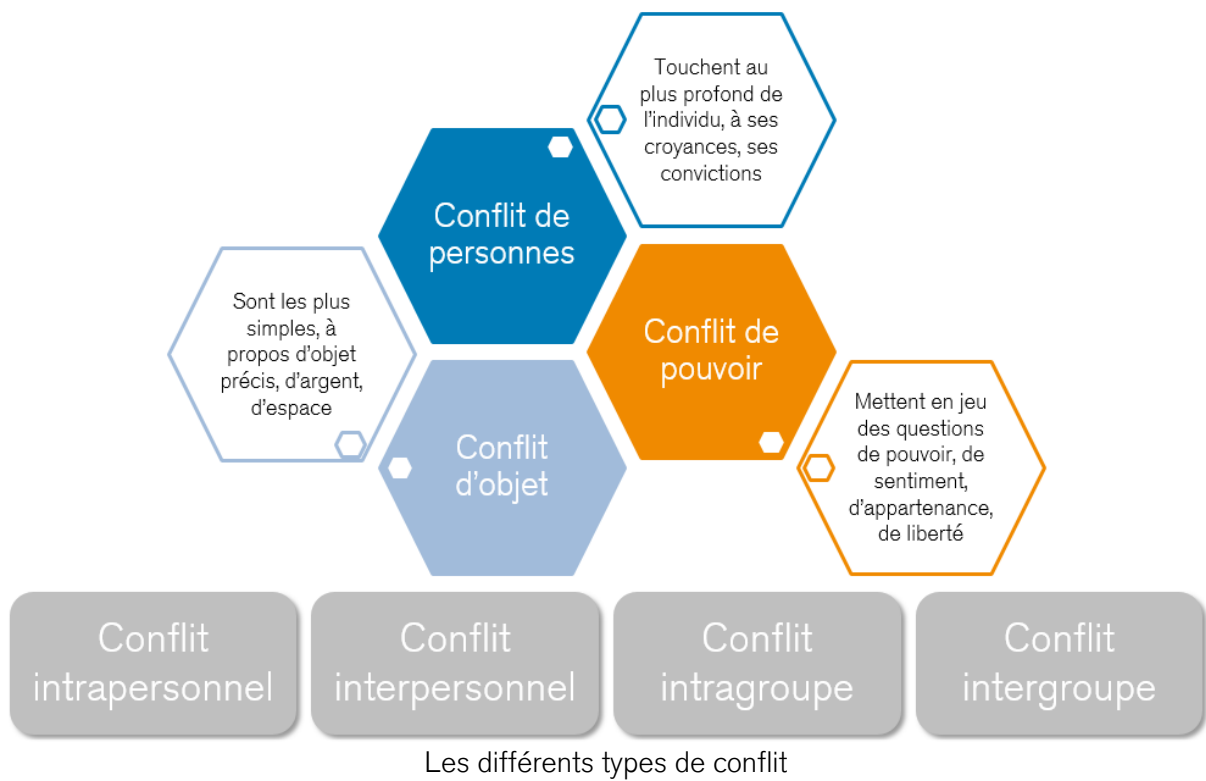 Touchent au
plus profond de
l'individu, à ses
croyances, ses
convictions
Conflit de
personnes
Sont les plus
simples, à
propos d'objet
précis, d'argent,
d'espace
Conflit de
pouvoir
Conflit
d'objet
Mettent en jeu
des questions
de pouvoir, de
sentiment,
d'appartenance,
de liberté
Conflit
intrapersonnel
Conflit
interpersonnel
Conflit
intragroupe
Conflit
intergroupe
Les différents types de conflit